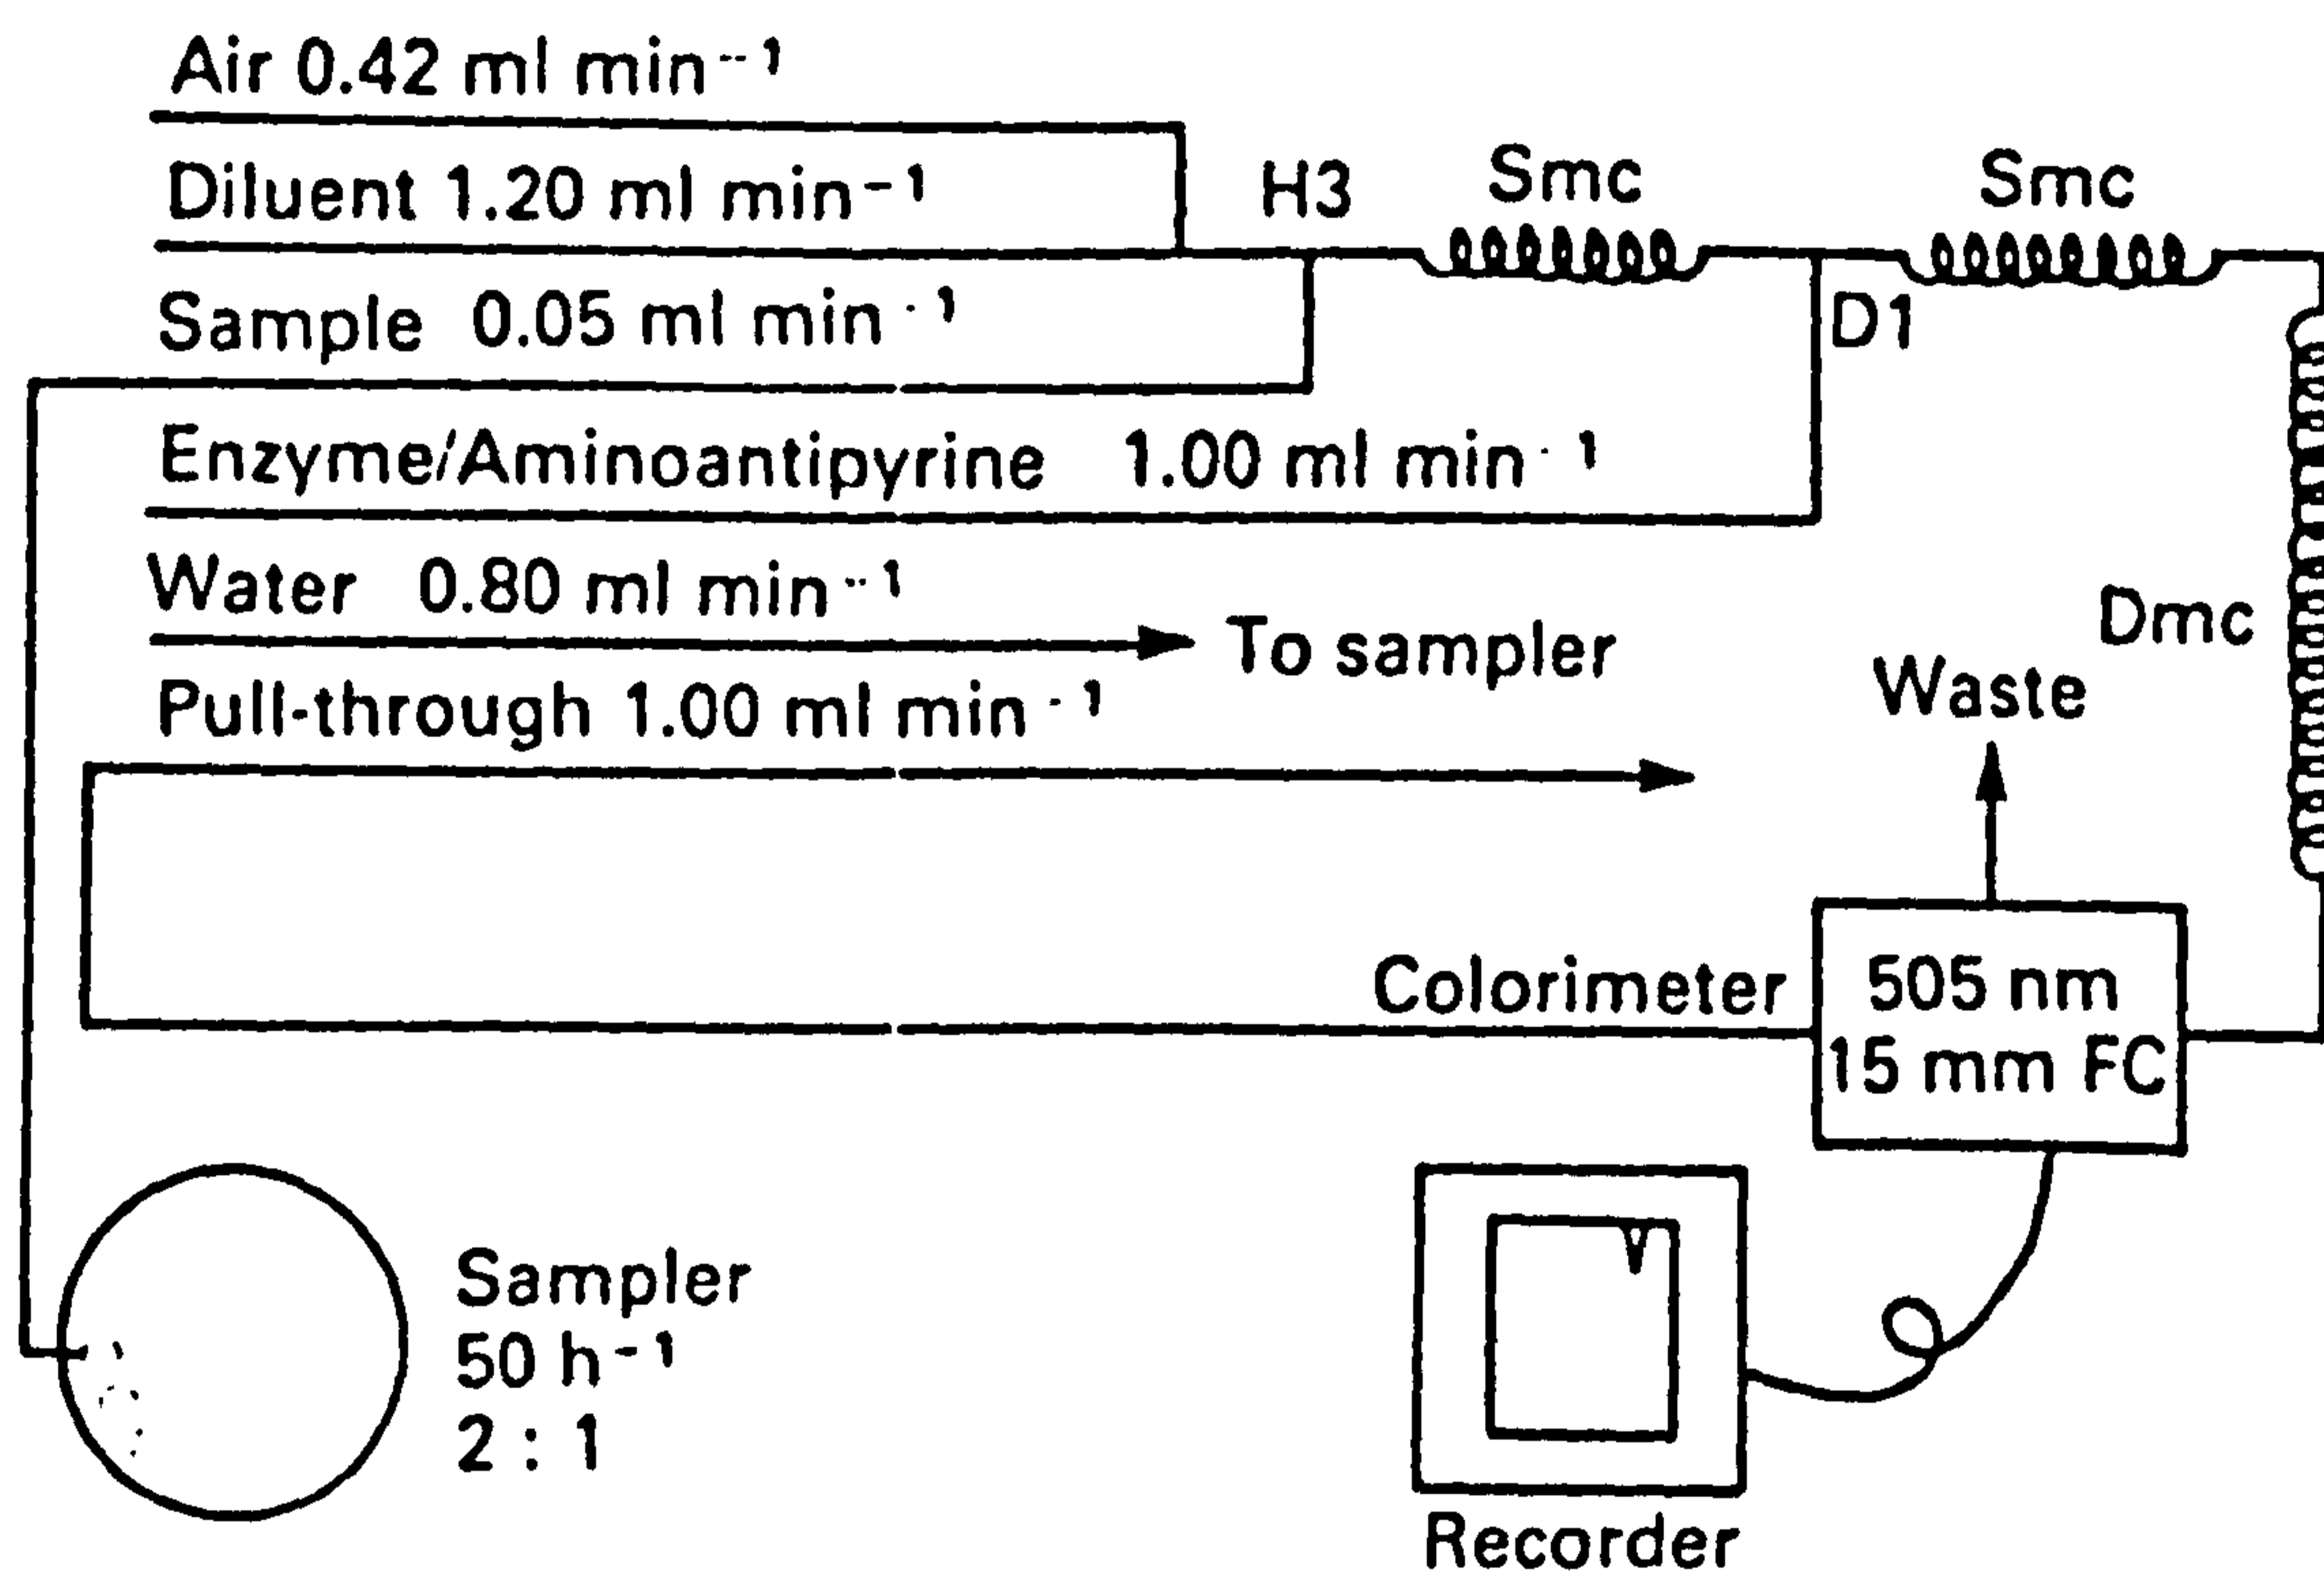 Air 0.42 ml min⁻¹
Diluent 1.20 ml min⁻¹
H3
Smc
Smc
Sample 0.05 ml min⁻¹
D1
Enzyme/Aminoantipyrine 1.00 ml min⁻¹
Water 0.80 ml min⁻¹
To sampler
Dmc
Pull-through 1.00 ml min⁻¹
Waste
Colorimeter
505 nm
15 mm FC
Sampler
50 h⁻¹
2 : 1
Recorder